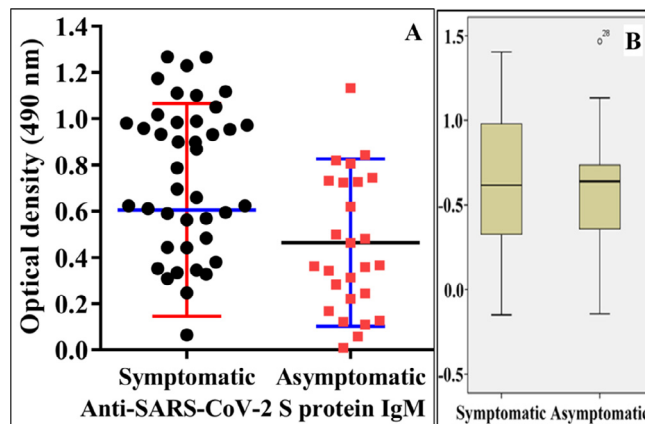 A
Optical density (490 nm)
1.4
1.2
1.0
0.8
0.6
0.4
0.2
0.0
Symptomatic Asymptomatic
Anti-SARS-CoV-2 S protein IgM
B
28
1.5
1.0
-0.5
0.0
-0.5
Symptomatic Asymptomatic